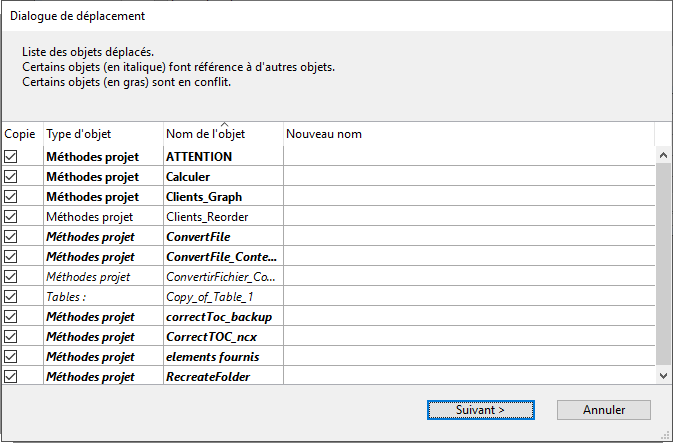 Dialogue de déplacement
Liste des objets déplacés.
Certains objets (en italique) font référence à d'autres objets.
Certains objets (en gras) sont en conflit.
Copie Type d'objet Nom de l'objet Nouveau nom
Méthodes projet ATTENTION
Méthodes projet Calculer
Méthodes projet Clients_Graph
Méthodes projet Clients_Reorder
Méthodes projet ConvertFile
Méthodes projet ConvertFile_Conte...
Méthodes projet ConvertirFichier_Co...
Tables : Copy_of_Table_1
Méthodes projet correctToc_backup
Méthodes projet CorrectTOC_ncx
Méthodes projet elements fournis
Méthodes projet RecreateFolder
Suivant > Annuler